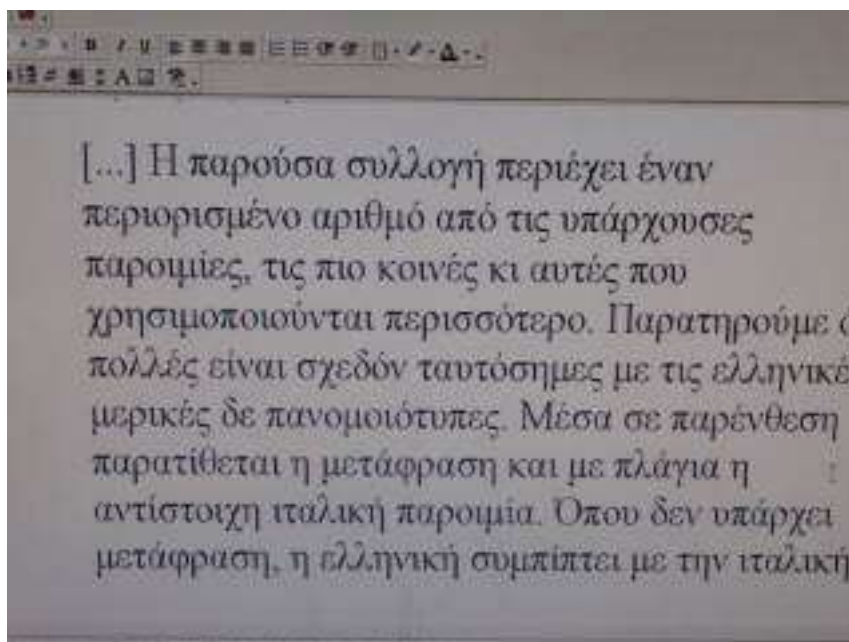 [...] Η παρούσα συλλογή περιέχει έναν
περιορισμένο αριθμό από τις υπάρχουσες
παροιμίες, τις πιο κοινές κι αυτές που
χρησιμοποιούνται περισσότερο. Παρατηρούμε
πολλές είναι σχεδόν ταυτόσημες με τις ελληνικέ
μερικές δε πανομοιότυπες. Μέσα σε παρένθεση
παρατίθεται η μετάφραση και με πλάγια η
αντίστοιχη ιταλική παροιμία. Όπου δεν υπάρχει
μετάφραση, η ελληνική συμπίπτει με την ιταλική